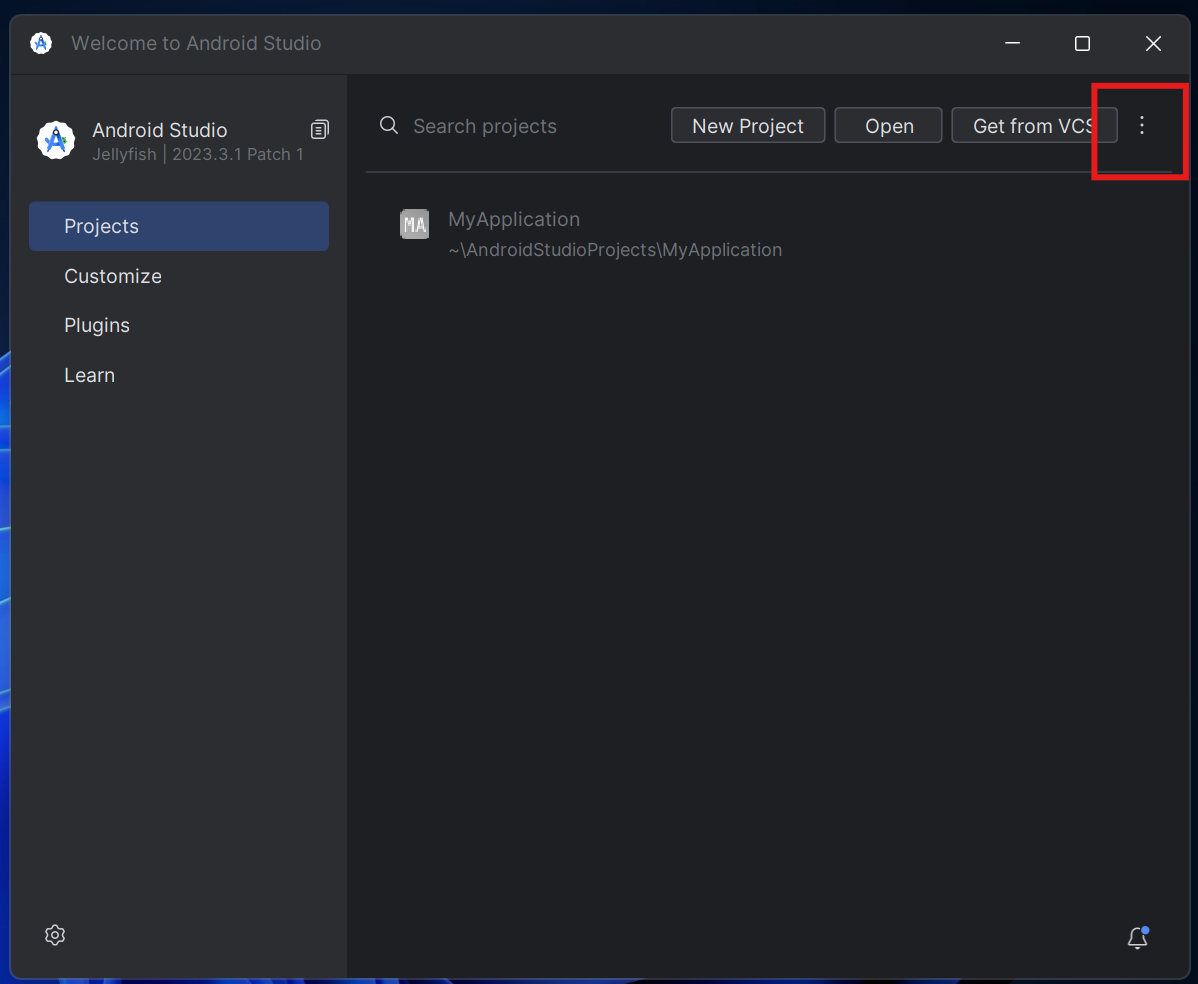 Welcome to Android Studio
Android Studio
Jellyfish | 2023.3.1 Patch 1
Projects
Customize
Plugins
Learn
Search projects
New Project
Open
Get from VCS
MA
MyApplication
~\AndroidStudioProjects\MyApplication